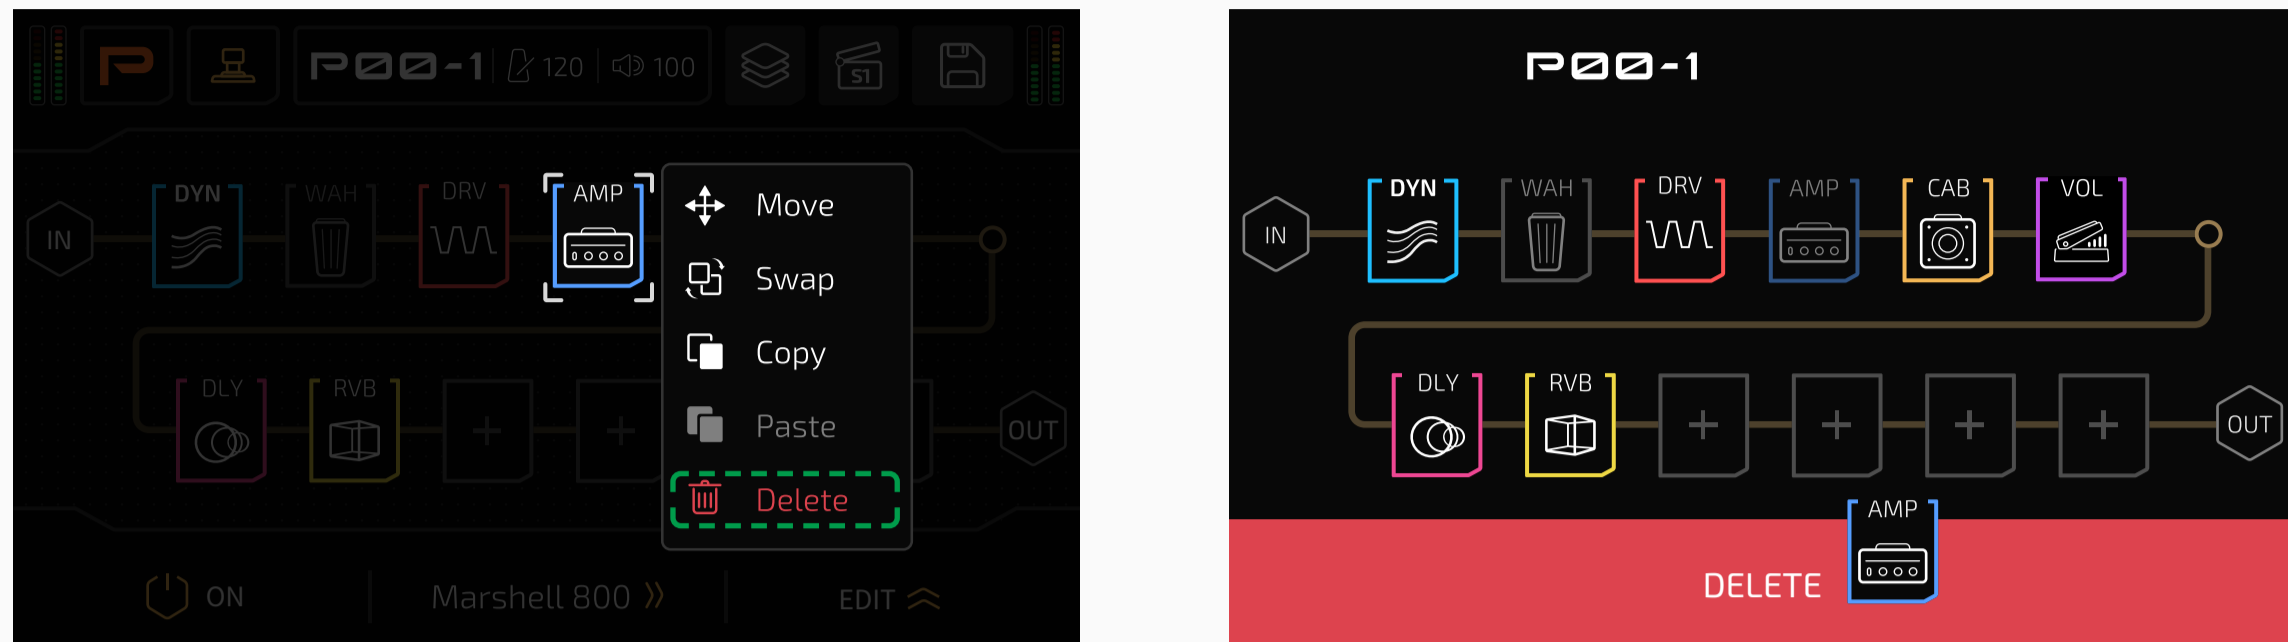 P00-1 120 100 S1
IN DYN WAH DRV AMP
Move
Swap
Copy
Paste
Delete
DLY RVB + + OUT
ON Marshell 800 EDIT
P00-1
IN DYN WAH DRV AMP CAB VOL
DLY RVB + + + + OUT
AMP
DELETE